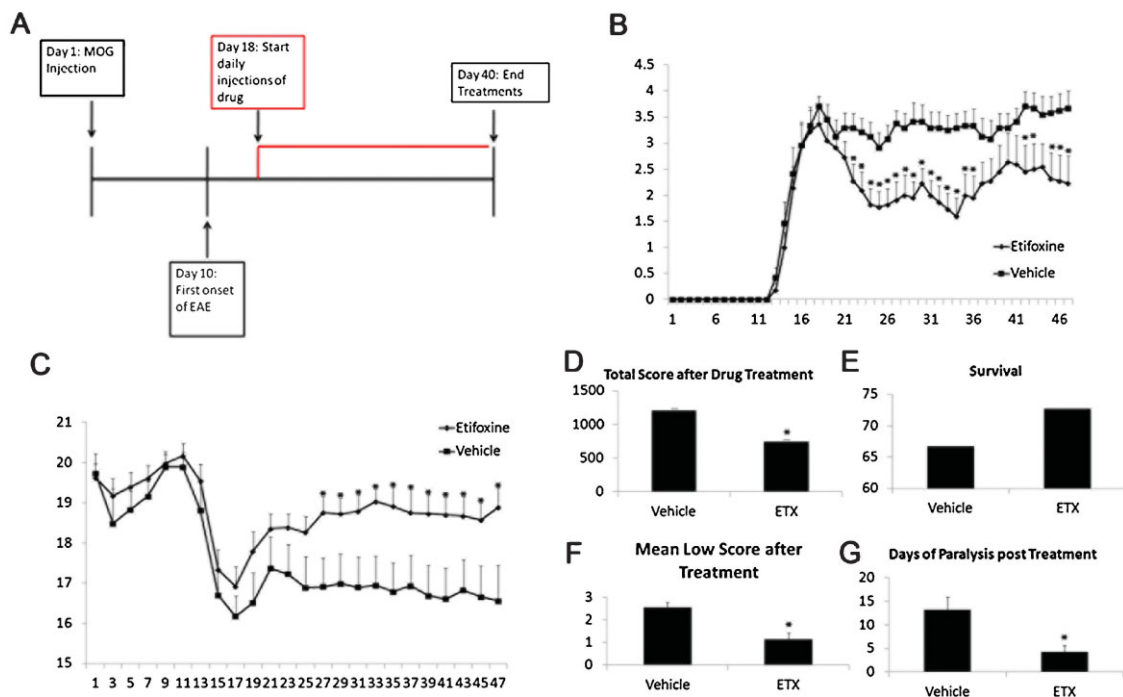 A
Day 1: MOG
Injection
Day 18: Start
daily
injections of
drug
Day 40: End
Treatments
Day 10:
First onset
of EAE
B
4.5
4
3.5
3
2.5
2
1.5
1
0.5
0
1 6 11 16 21 26 31 36 41 46
Etifoxine
Vehicle
C
21
20
19
18
17
16
15
1 3 5 7 9 11 13 15 17 19 21 23 25 27 29 31 33 35 37 39 41 43 45 47
Etifoxine
Vehicle
D
Total Score after Drug Treatment
1500
1000
500
0
*
Vehicle ETX
E
Survival
75
70
65
60
Vehicle ETX
F
Mean Low Score after
Treatment
3
2
1
0
*
Vehicle ETX
G
Days of Paralysis post Treatment
20
15
10
5
0
*
Vehicle ETX